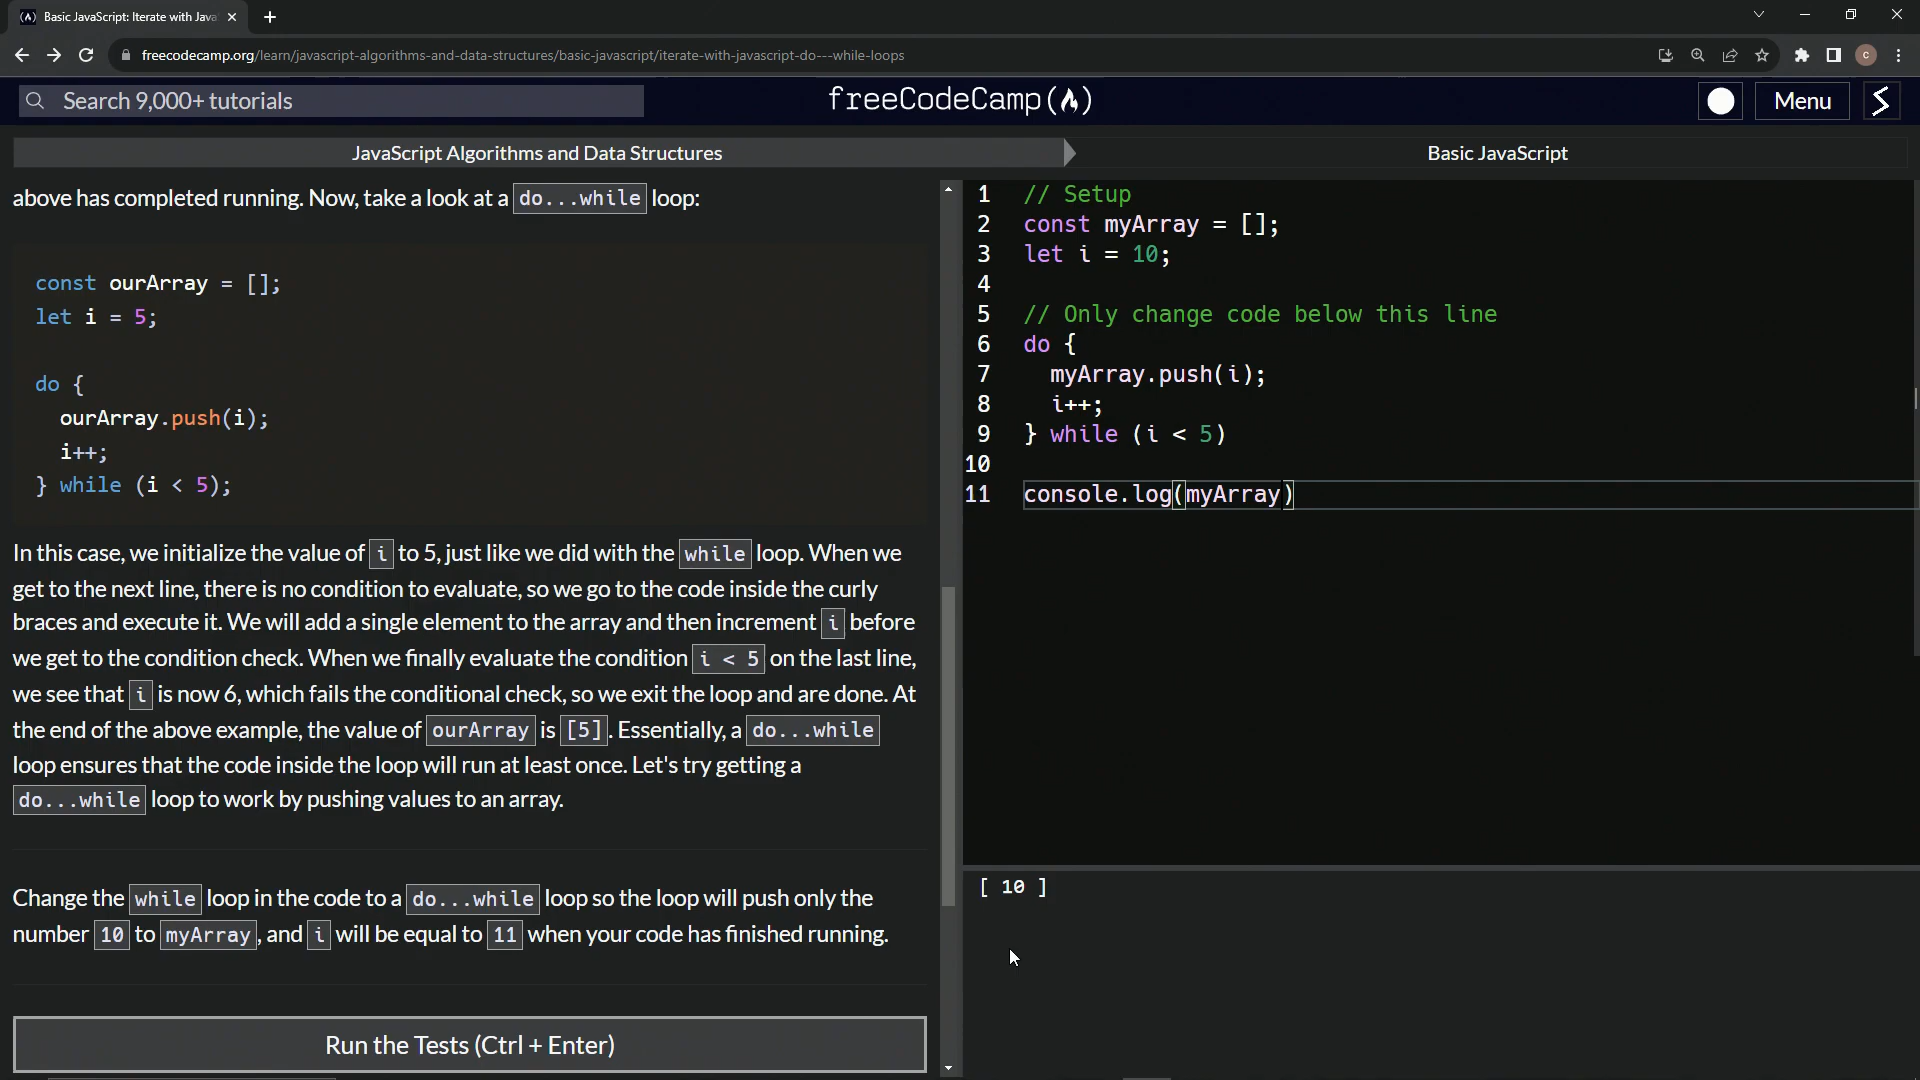 Basic JavaScript: Iterate with Java
freecodecamp.org/learn/javascript-algorithms-and-data-structures/basic-javascript/iterate-with-javascript-do---while-loops
c
Search 9,000+ tutorials
freeCodeCamp(🔥)
Menu
JavaScript Algorithms and Data Structures
Basic JavaScript
above has completed running. Now, take a look at a do...while loop:
const ourArray = [];
let i = 5;
do {
ourArray.push(i);
i++;
} while (i < 5);
In this case, we initialize the value of i to 5, just like we did with the while loop. When we
get to the next line, there is no condition to evaluate, so we go to the code inside the curly
braces and execute it. We will add a single element to the array and then increment i before
we get to the condition check. When we finally evaluate the condition i < 5 on the last line,
we see that i is now 6, which fails the conditional check, so we exit the loop and are done. At
the end of the above example, the value of ourArray is [5]. Essentially, a do...while
loop ensures that the code inside the loop will run at least once. Let's try getting a
do...while loop to work by pushing values to an array.
Change the while loop in the code to a do...while loop so the loop will push only the
number 10 to myArray, and i will be equal to 11 when your code has finished running.
Run the Tests (Ctrl + Enter)
1 // Setup
2 const myArray = [];
3 let i = 10;
4
5 // Only change code below this line
6 do {
7 myArray.push(i);
8 i++;
9 } while (i < 5)
10
11 console.log(myArray)
[ 10 ]